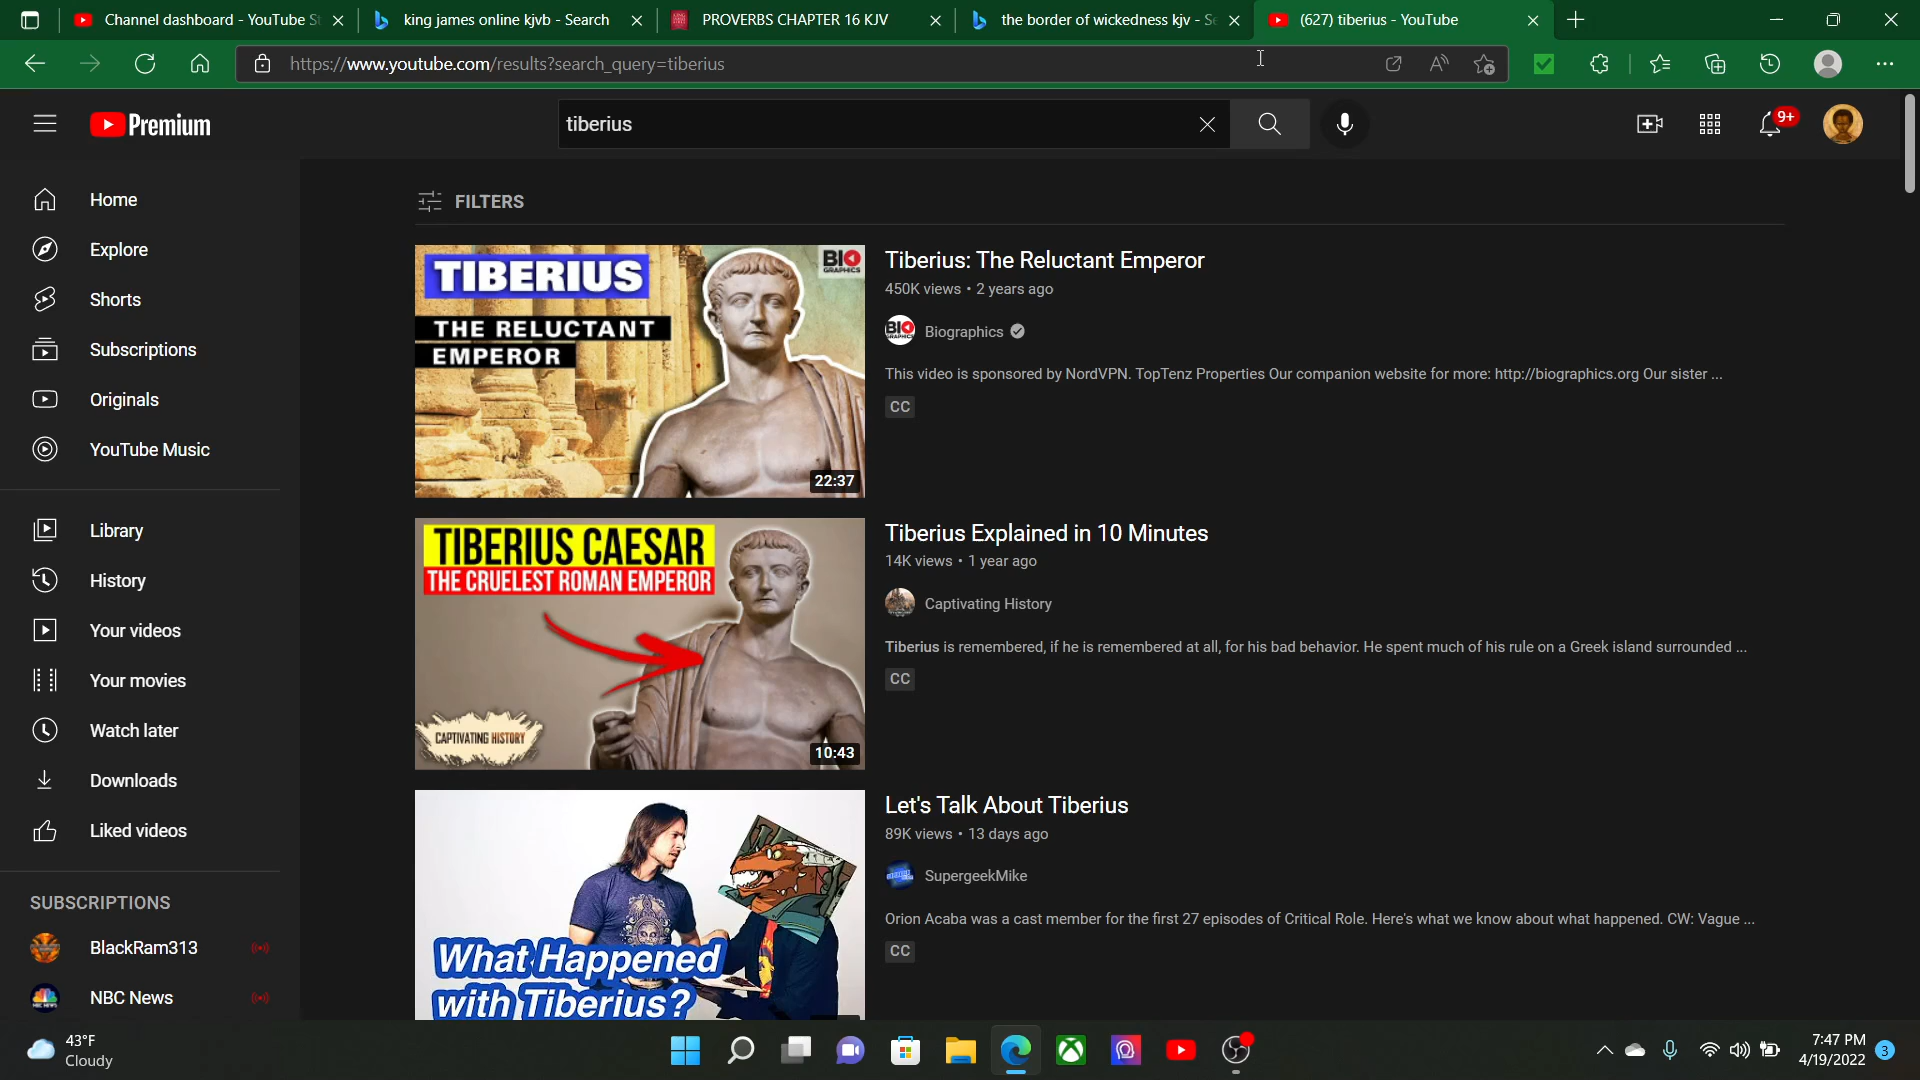 Channel dashboard - YouTube St
king james online kjvb - Search
PROVERBS CHAPTER 16 KJV
the border of wickedness kjv - Se
(627) tiberius - YouTube
https://www.youtube.com/results?search_query=tiberius
Premium
tiberius
9+
Home
Explore
Shorts
Subscriptions
Originals
YouTube Music
Library
History
Your videos
Your movies
Watch later
Downloads
Liked videos
SUBSCRIPTIONS
BlackRam313
NBC News
FILTERS
TIBERIUS
THE RELUCTANT
EMPEROR
BIO
GRAPHICS
22:37
Tiberius: The Reluctant Emperor
450K views • 2 years ago
Biographics
This video is sponsored by NordVPN. TopTenz Properties Our companion website for more: http://biographics.org Our sister ...
CC
TIBERIUS CAESAR
THE CRUELEST ROMAN EMPEROR
CAPTIVATING HISTORY
10:43
Tiberius Explained in 10 Minutes
14K views • 1 year ago
Captivating History
Tiberius is remembered, if he is remembered at all, for his bad behavior. He spent much of his rule on a Greek island surrounded ...
CC
What Happened
with Tiberius?
Let's Talk About Tiberius
89K views • 13 days ago
SupergeekMike
Orion Acaba was a cast member for the first 27 episodes of Critical Role. Here's what we know about what happened. CW: Vague ...
CC
43°F
Cloudy
7:47 PM
4/19/2022
3